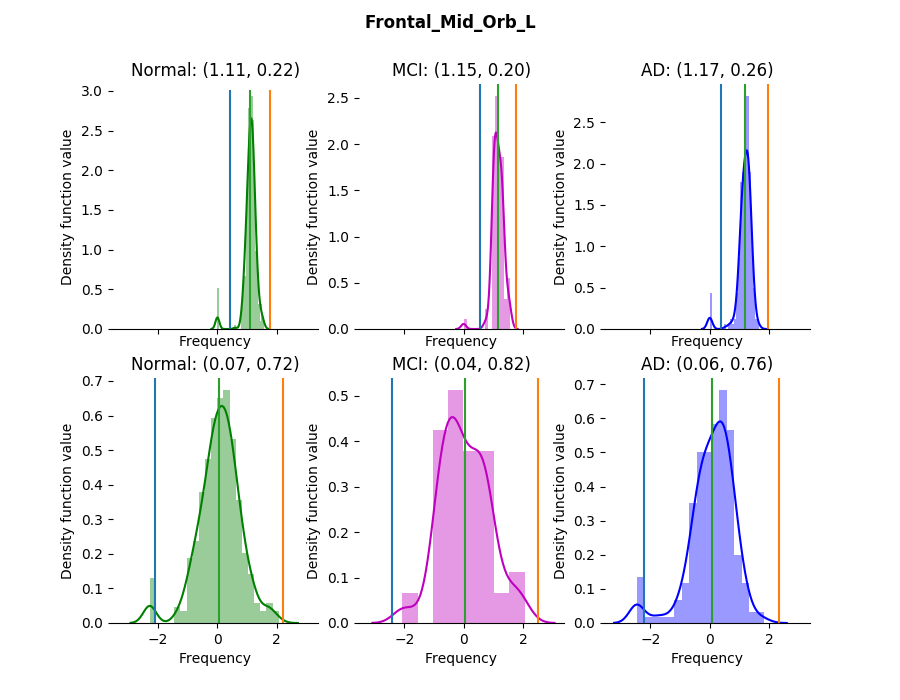 Frontal_Mid_Orb_L
Normal: (1.11, 0.22)
MCI: (1.15, 0.20)
AD: (1.17, 0.26)
Density function value
3.0
2.5
2.0
1.5
1.0
0.5
0.0
Frequency
Density function value
2.5
2.0
1.5
1.0
0.5
0.0
Frequency
Density function value
2.5
2.0
1.5
1.0
0.5
0.0
Frequency
Normal: (0.07, 0.72)
MCI: (0.04, 0.82)
AD: (0.06, 0.76)
Density function value
0.7
0.6
0.5
0.4
0.3
0.2
0.1
0.0
−2 0 2
Frequency
Density function value
0.5
0.4
0.3
0.2
0.1
0.0
−2 0 2
Frequency
Density function value
0.7
0.6
0.5
0.4
0.3
0.2
0.1
0.0
−2 0 2
Frequency